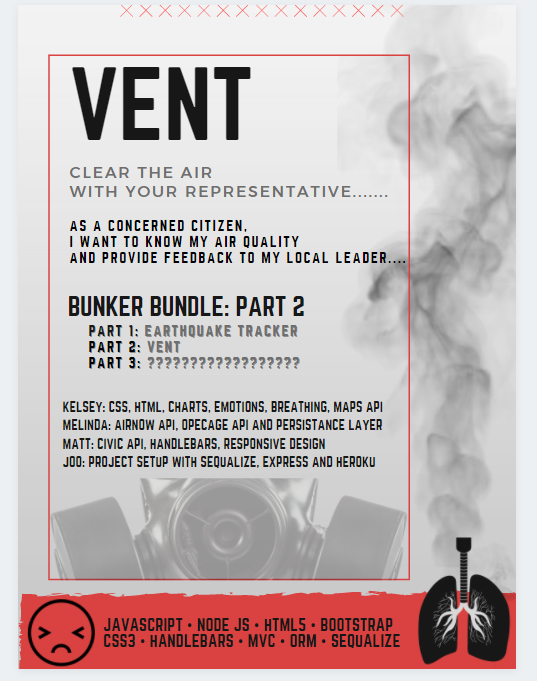 VENT
CLEAR THE AIR
WITH YOUR REPRESENTATIVE.......
AS A CONCERNED CITIZEN,
I WANT TO KNOW MY AIR QUALITY
AND PROVIDE FEEDBACK TO MY LOCAL LEADER....
BUNKER BUNDLE: PART 2
PART 1: EARTHQUAKE TRACKER
PART 2: VENT
PART 3: ??????????????????
KELSEY: CSS, HTML, CHARTS, EMOTIONS, BREATHING, MAPS API
MELINDA: AIRNOW API, OPECAGE API AND PERSISTANCE LAYER
MATT: CIVIC API, HANDLEBARS, RESPONSIVE DESIGN
JOO: PROJECT SETUP WITH SEQUALIZE, EXPRESS AND HEROKU
JAVASCRIPT • NODE JS • HTML5 • BOOTSTRAP
CSS3 • HANDLEBARS • MVC • ORM • SEQUALIZE